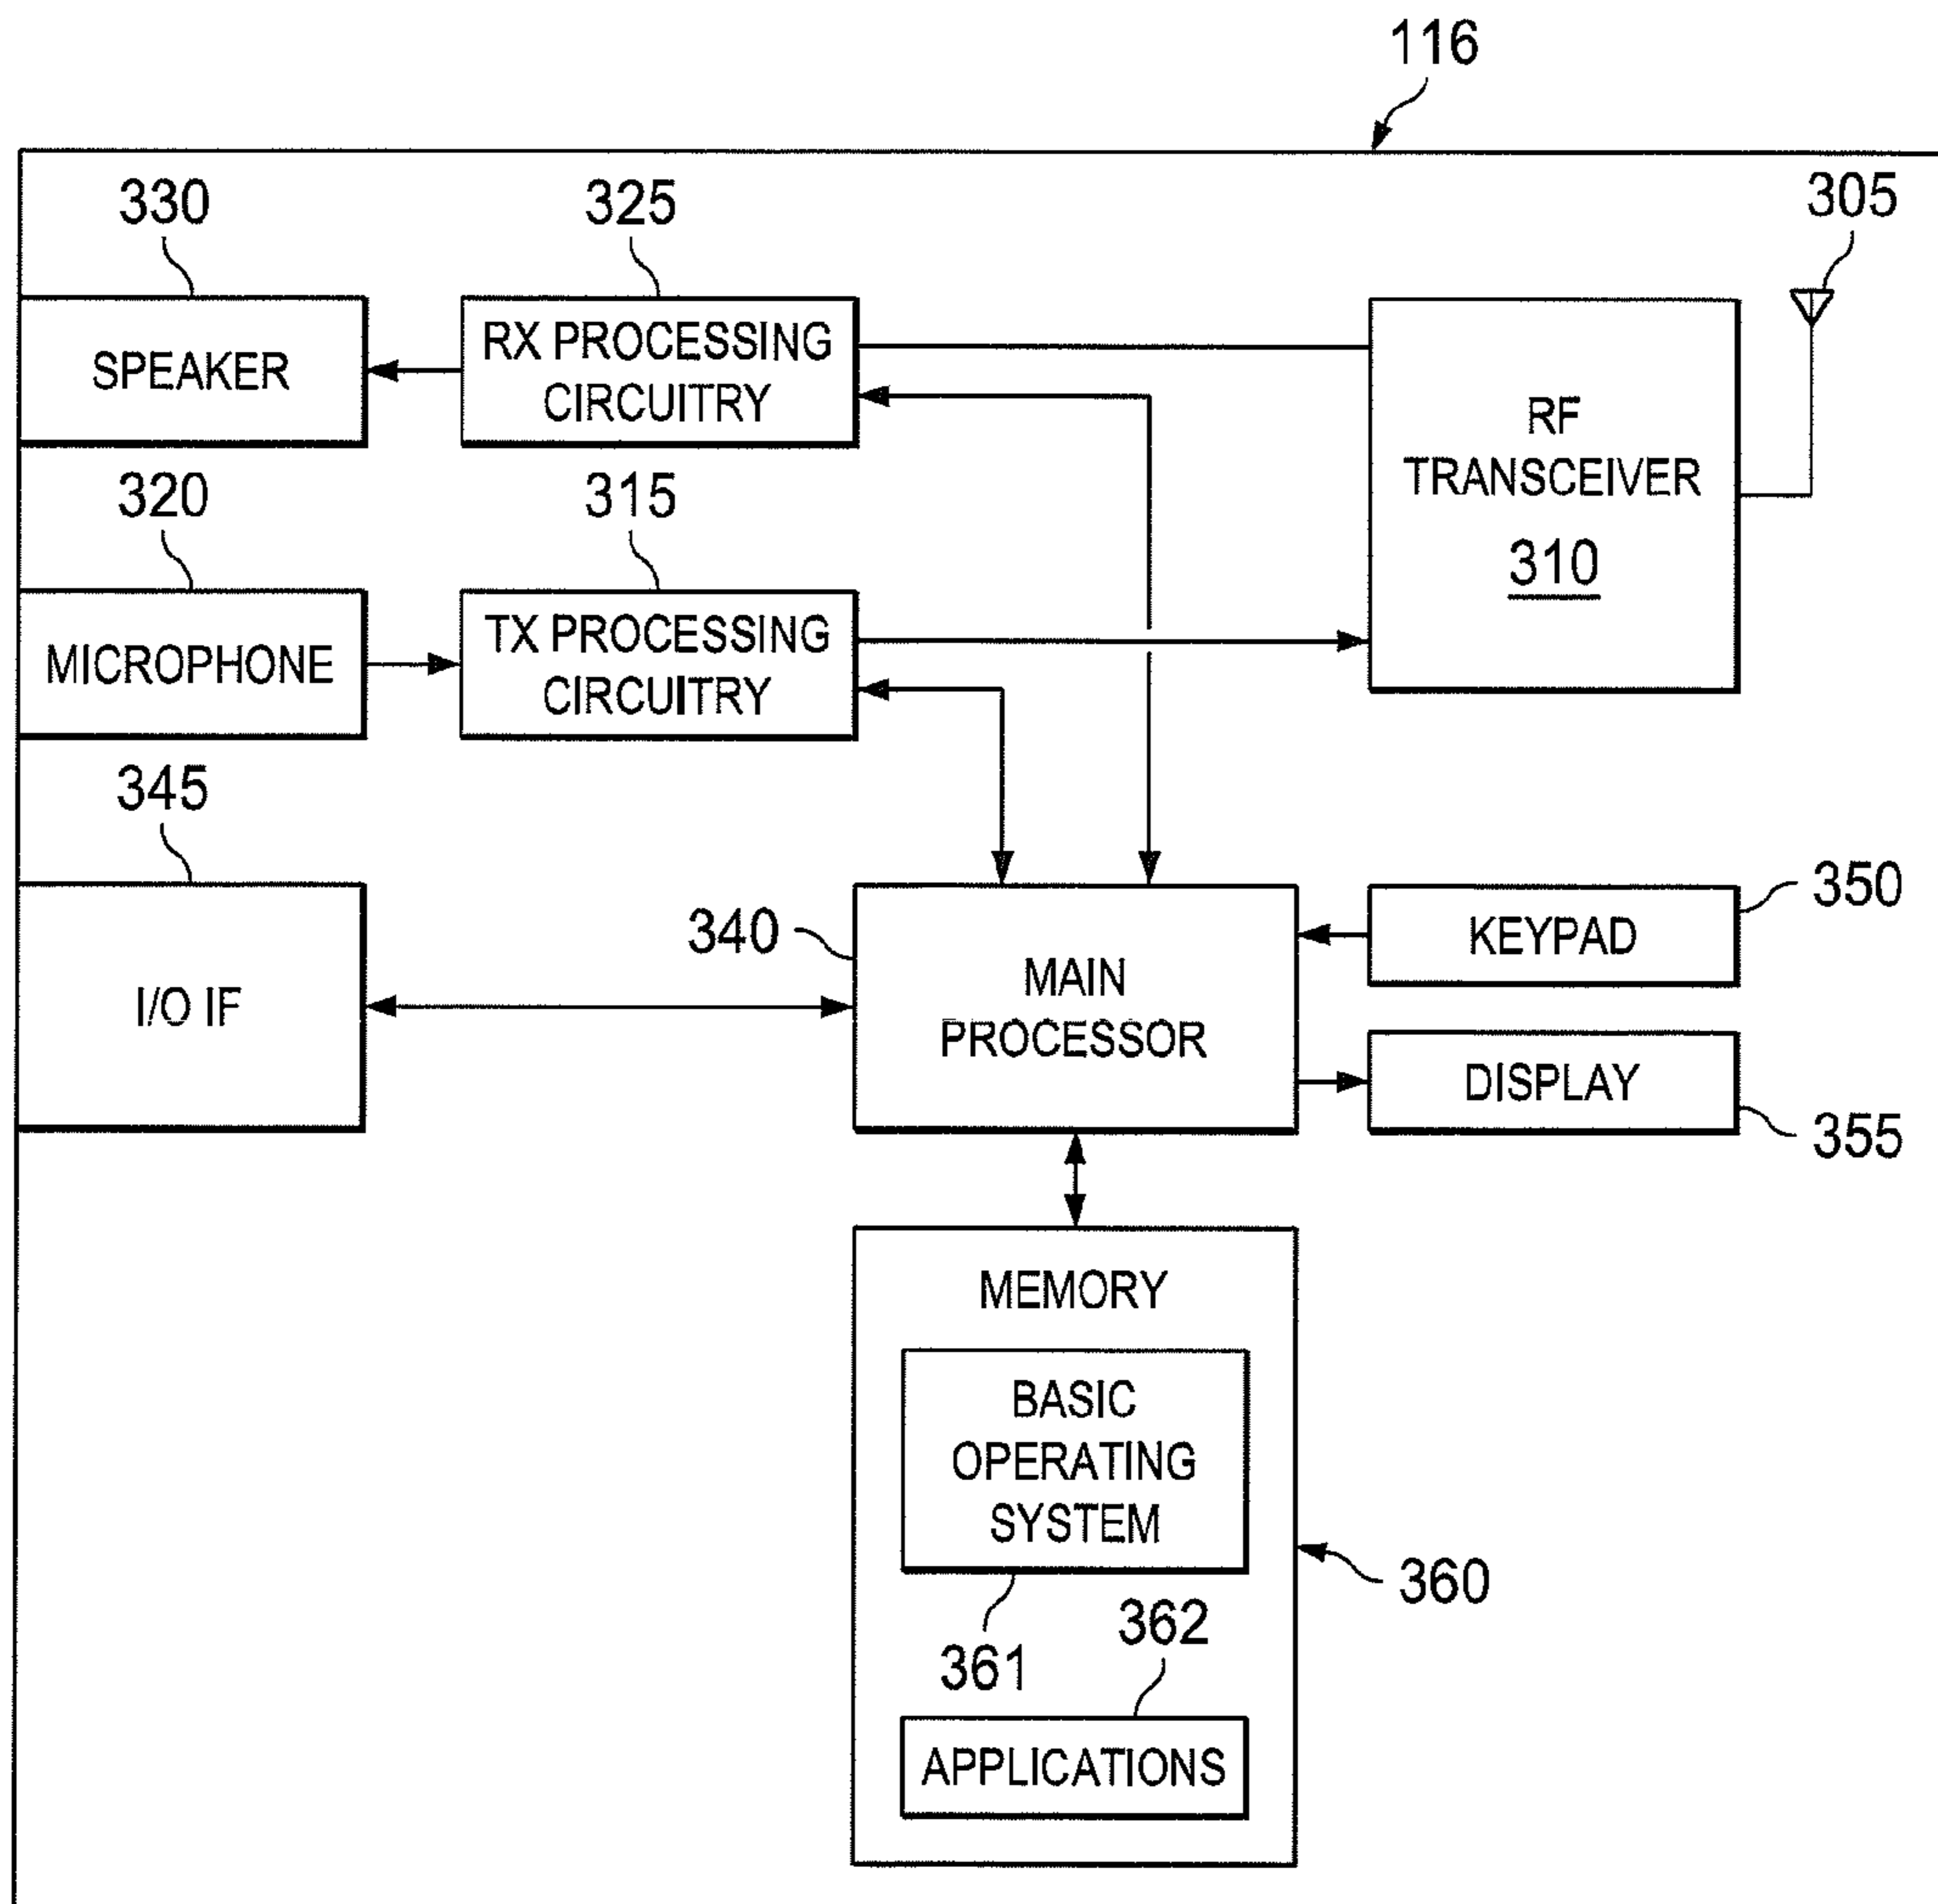 116
330
325
305
SPEAKER
RX PROCESSING
CIRCUITRY
RF
TRANSCEIVER
310
320
315
MICROPHONE
TX PROCESSING
CIRCUITRY
345
I/O IF
340
MAIN
PROCESSOR
KEYPAD
350
DISPLAY
355
MEMORY
BASIC
OPERATING
SYSTEM
360
361
362
APPLICATIONS